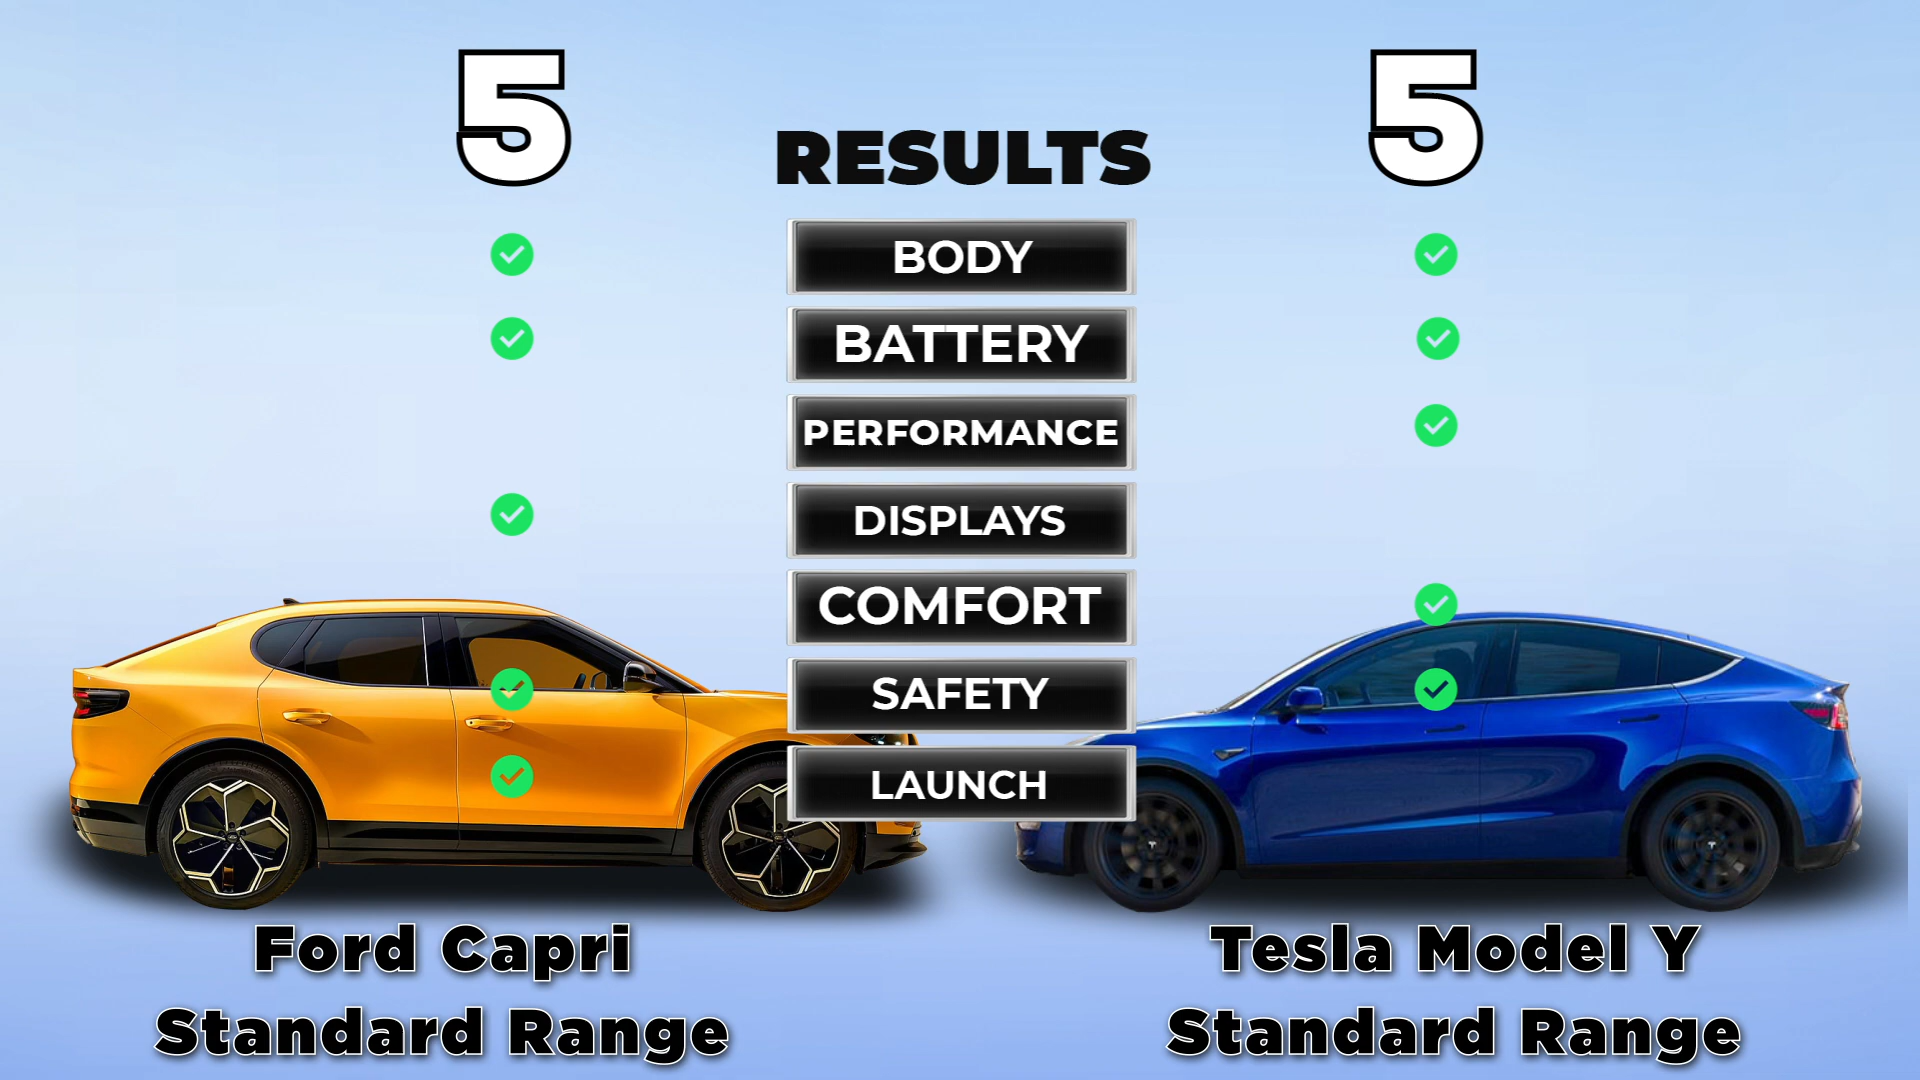 5
5
RESULTS
BODY
BATTERY
PERFORMANCE
DISPLAYS
COMFORT
SAFETY
LAUNCH
Ford Capri
Standard Range
Tesla Model Y
Standard Range